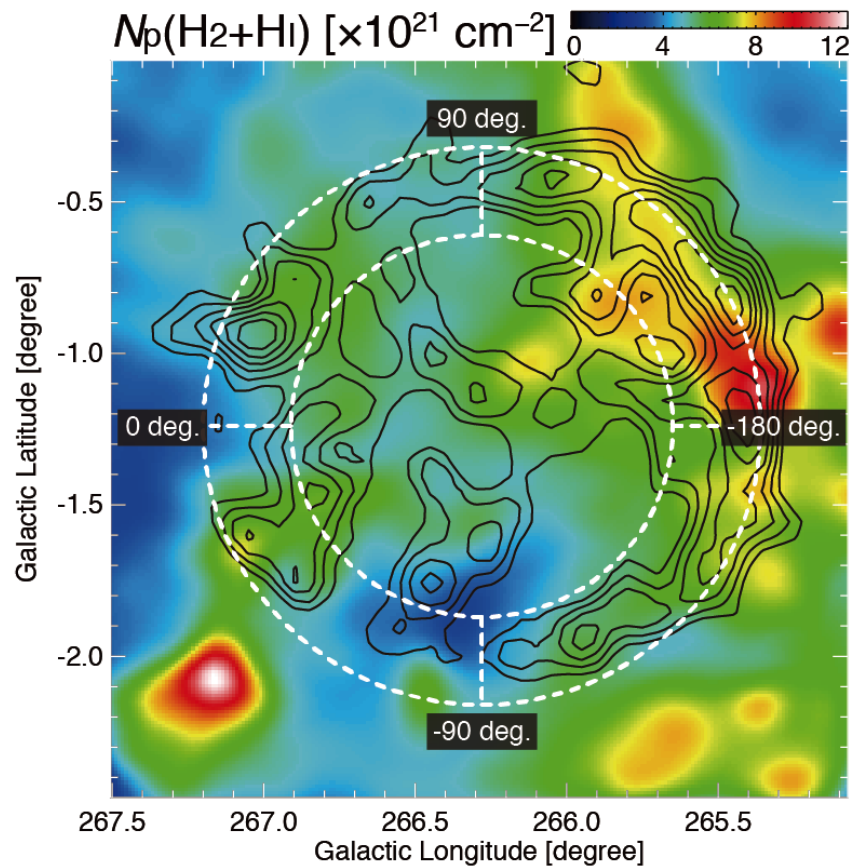 Np(H2+HI) [×10²¹ cm⁻²]
0 4 8 12
90 deg.
-0.5
-1.0
0 deg.
-180 deg.
-1.5
-2.0
-90 deg.
267.5 267.0 266.5 266.0 265.5
Galactic Latitude [degree]
Galactic Longitude [degree]